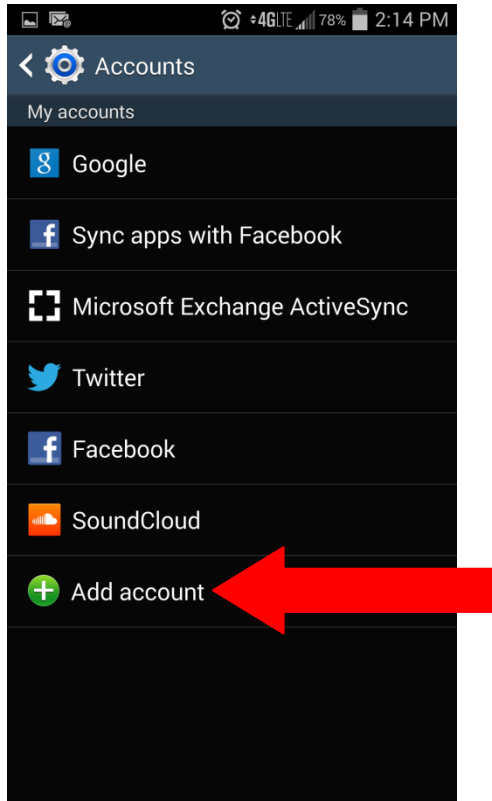 4G LTE 78% 2:14 PM
Accounts
My accounts
8 Google
f Sync apps with Facebook
Microsoft Exchange ActiveSync
Twitter
f Facebook
SoundCloud
Add account